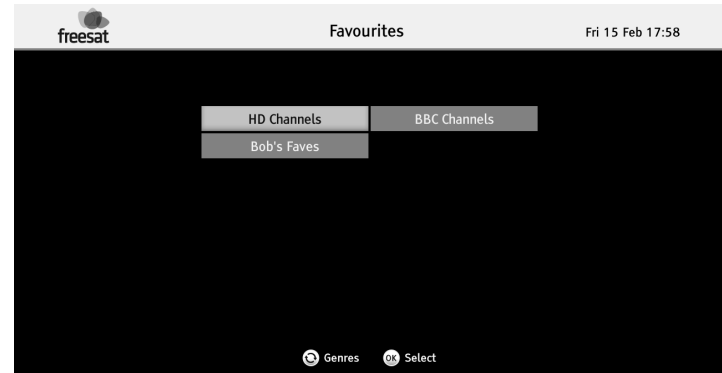 freesat
Favourites
Fri 15 Feb 17:58
HD Channels
BBC Channels
Bob's Faves
Genres
OK Select